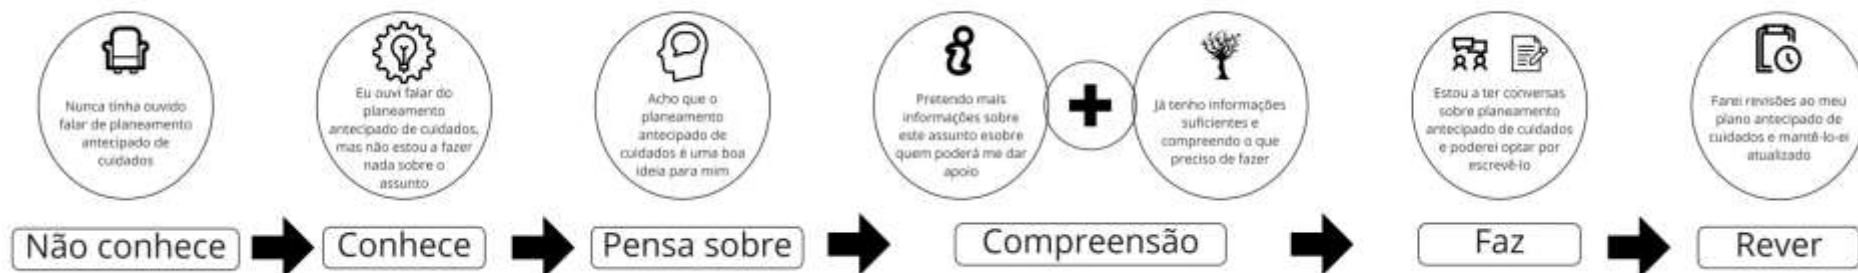 Nunca tinha ouvido
falar de planeamento
antecipado de
cuidados
Eu ouvi falar do
planeamento
antecipado de cuidados,
mas não estou a fazer
nada sobre o
assunto
Acho que o
planeamento
antecipado de
cuidados é uma boa
ideia para mim
Pretendo mais
informações sobre
este assunto esobre
quem poderá me dar
apoio
Já tenho informações
suficientes e
compreendo o que
preciso de fazer
Estou a ter conversas
sobre planeamento
antecipado de cuidados
e poderei optar por
escrevê-lo
Farei revisões ao meu
plano antecipado de
cuidados e mantê-lo-ei
atualizado
Não conhece
Conhece
Pensa sobre
Compreensão
Faz
Rever